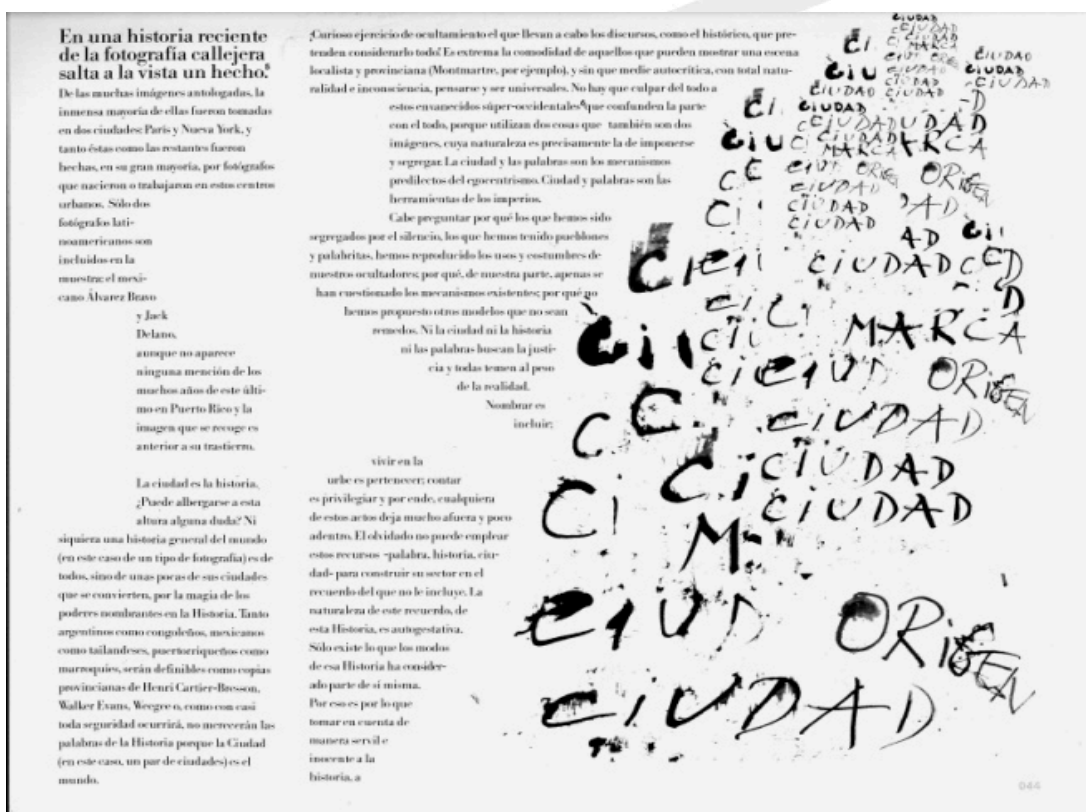 En una historia reciente
de la fotografía callejera
salta a la vista un hecho.
De las muchas imágenes antologadas, la
inmensa mayoría de ellas fueron tomadas
en dos ciudades: París y Nueva York, y
tanto éstas como las restantes fueron
hechas, en su gran mayoría, por fotógrafos
que nacieron o trabajaron en estos centros
urbanos. Sólo dos
fotógrafos lati-
noamericanos son
incluidos en la
muestra: el mexi-
cano Álvarez Bravo
y Jack
Delano,
aunque no aparece
ninguna mención de los
muchos años de este últi-
mo en Puerto Rico y la
imagen que se recoge es
anterior a su trastierro.
La ciudad es la historia.
¿Puede albergarse a esta
altura alguna duda? Ni
siquiera una historia general del mundo
(en este caso de un tipo de fotografía) es de
todos, sino de unas pocas de sus ciudades
que se convierten, por la magia de los
poderes nombrantes en la Historia. Tanto
argentinos como congoleños, mexicanos
como tailandeses, puertorriqueños como
marroquíes, serán definibles como copias
provincianas de Henri Cartier-Bresson,
Walker Evans, Weegee o, como con casi
toda seguridad ocurrirá, no merecerán las
palabras de la Historia porque la Ciudad
(en este caso, un par de ciudades) es el
mundo.
¡Curioso ejercicio de ocultamiento el que llevan a cabo los discursos, como el histórico, que pre-
tenden considerarlo todo! Es extrema la comodidad de aquellos que pueden mostrar una escena
localista y provinciana (Montmartre, por ejemplo), y sin que medie autocrítica, con total natu-
ralidad e inconsciencia, pensarse y ser universales. No hay que culpar del todo a
estos envanecidos súper-occidentales que confunden la parte
con el todo, porque utilizan dos cosas que también son dos
imágenes, cuya naturaleza es precisamente la de imponerse
y segregar. La ciudad y las palabras son los mecanismos
predilectos del egocentrismo. Ciudad y palabras son las
herramientas de los imperios.
Cabe preguntar por qué los que hemos sido
segregados por el silencio, los que hemos tenido pueblones
y palabritas, hemos reproducido los usos y costumbres de
nuestros ocultadores; por qué, de nuestra parte, apenas se
han cuestionado los mecanismos existentes; por qué no
hemos propuesto otros modelos que no sean
remedos. Ni la ciudad ni la historia
ni las palabras buscan la justi-
cia y todas temen al peso
de la realidad.
Nombrar es
incluir;
vivir en la
urbe es pertenecer; contar
es privilegiar y por ende, cualquiera
de estos actos deja mucho afuera y poco
adentro. El olvidado no puede emplear
estos recursos -palabra, historia, ciu-
dad- para construir su sector en el
recuerdo del que no le incluye. La
naturaleza de este recuerdo, de
esta Historia, es autogestativa.
Sólo existe lo que los modos
de esa Historia ha consider-
ado parte de sí misma.
Por eso es por lo que
tomar en cuenta de
manera servil e
inocente a la
historia, a
CIUDAD
MARCA
CIUDAD
CIUDAD
CIUDAD
CIUDAD
MARCA
ORIGEN
CIUDAD
CIUDAD
CIUDAD
MARCA
ORIGEN
CIUDAD
CIUDAD
CIUDAD
ORIGEN
CIUDAD
044